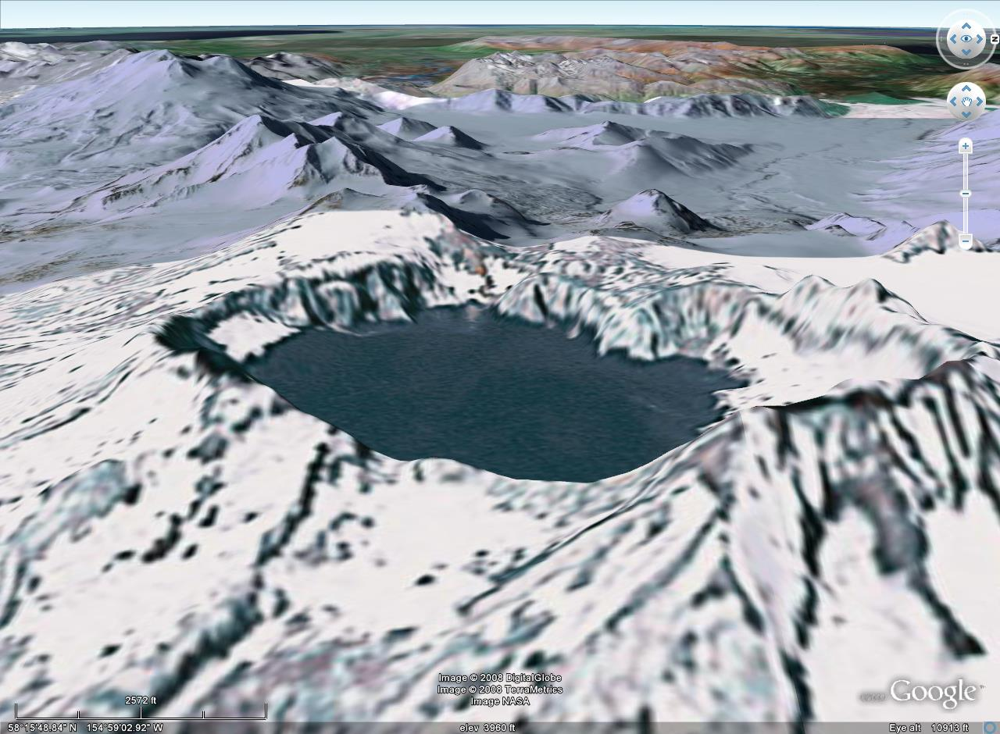 N
2572 ft
Image © 2008 DigitalGlobe
Image © 2008 TerraMetrics
Image NASA
Google
58°15'48.84" N 154°59'02.92" W
elev 3960 ft
Eye alt 10913 ft